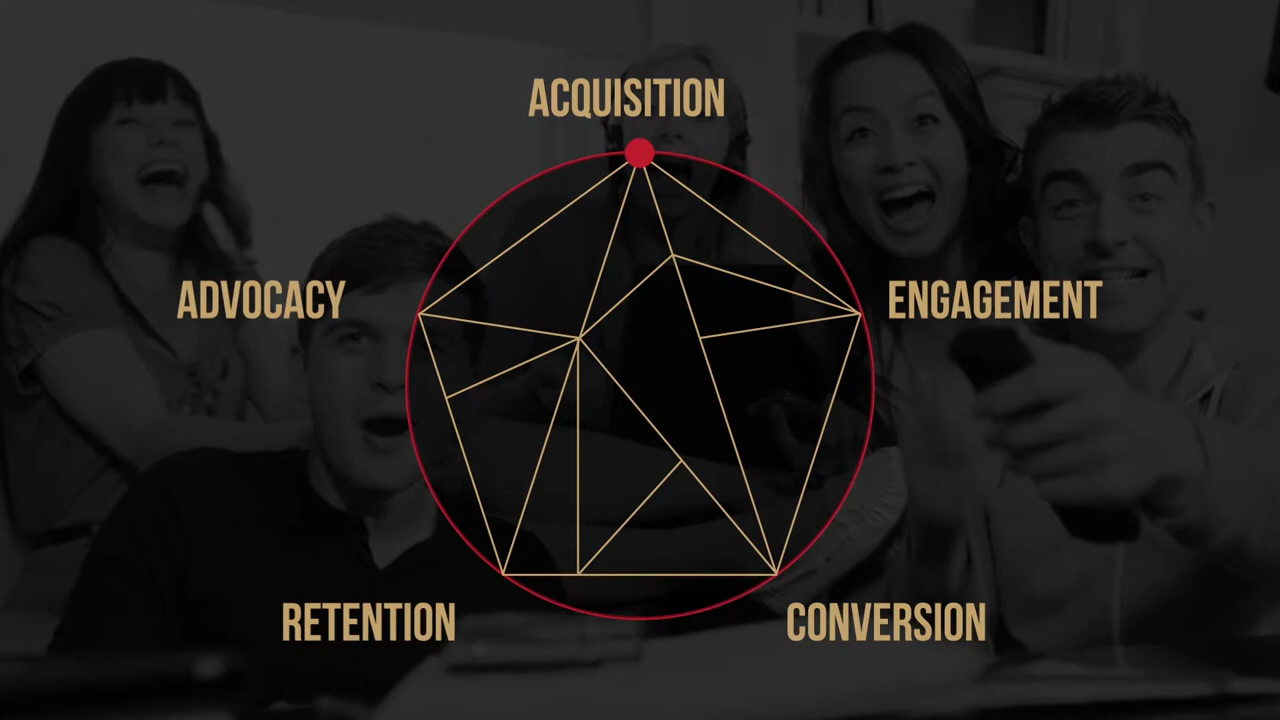 ACQUISITION
ADVOCACY
ENGAGEMENT
RETENTION
CONVERSION